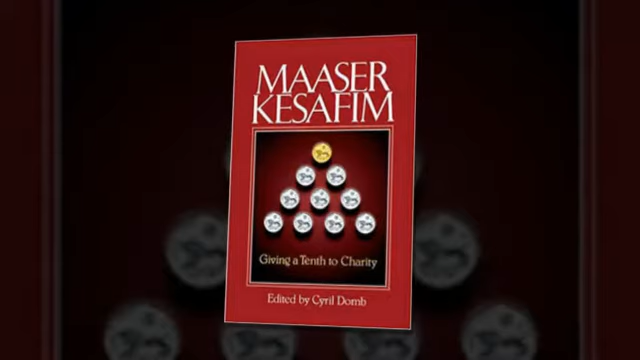 MAASER
KESAFIM
Giving a Tenth to Charity
Edited by Cyril Domb